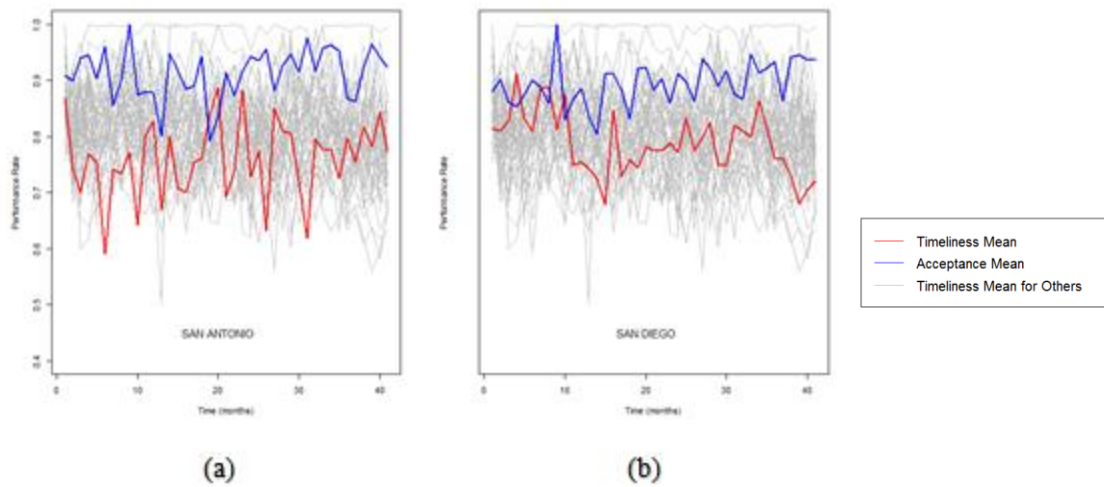 1.0
0.9
0.8
0.7
0.6
0.5
0.4
Performance Rate
SAN ANTONIO
0 10 20 30 40
Time (months)
(a)
Performance Rate
SAN DIEGO
0 10 20 30 40
Time (months)
(b)
Timeliness Mean
Acceptance Mean
Timeliness Mean for Others